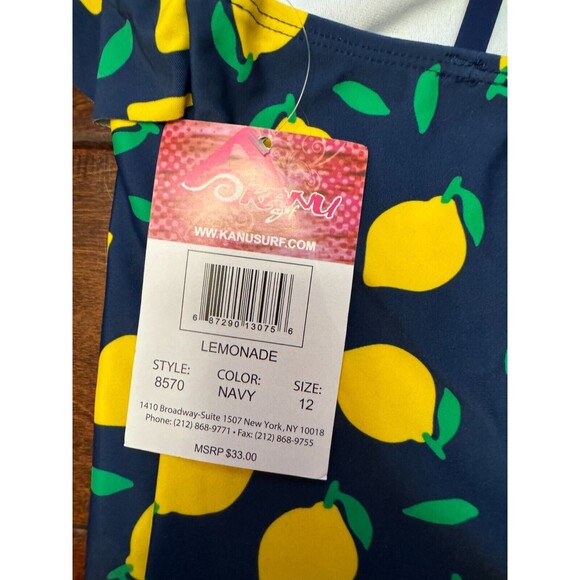 KANU
surf
WWW.KANUSURF.COM
6 87290 13075 6
LEMONADE
STYLE: COLOR: SIZE:
8570 NAVY 12
1410 Broadway-Suite 1507 New York, NY 10018
Phone: (212) 868-9771 • Fax: (212) 868-9755
MSRP $33.00